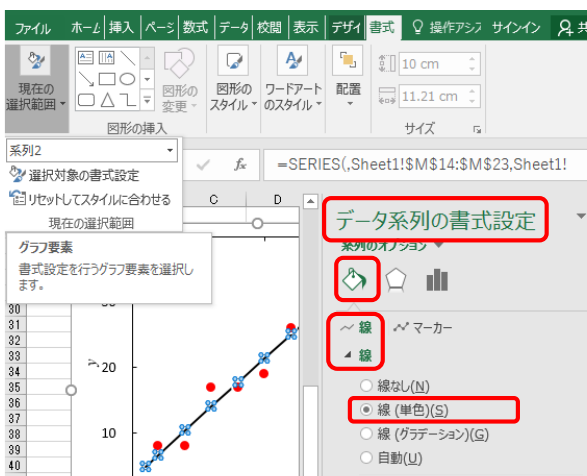 ファイル ホーム 挿入 ページ 数式 データ 校閲 表示 デザイ 書式 操作アシス サインイン 共
現在の
選択範囲
図形の
変更
図形の
スタイル
ワードアート
のスタイル
配置
10 cm
11.21 cm
図形の挿入
サイズ
系列2
fx
=SERIES(,Sheet1!$M$14:$M$23,Sheet1!
選択対象の書式設定
リセットしてスタイルに合わせる
現在の選択範囲
C D
グラフ要素
書式設定を行うグラフ要素を選択し
ます。
データ系列の書式設定
系列のオプション
線 マーカー
線
線なし(N)
線 (単色)(S)
線 (グラデーション)(G)
自動(U)
30
31
32
33
34
35
36
37
38
39
40
y
20
10